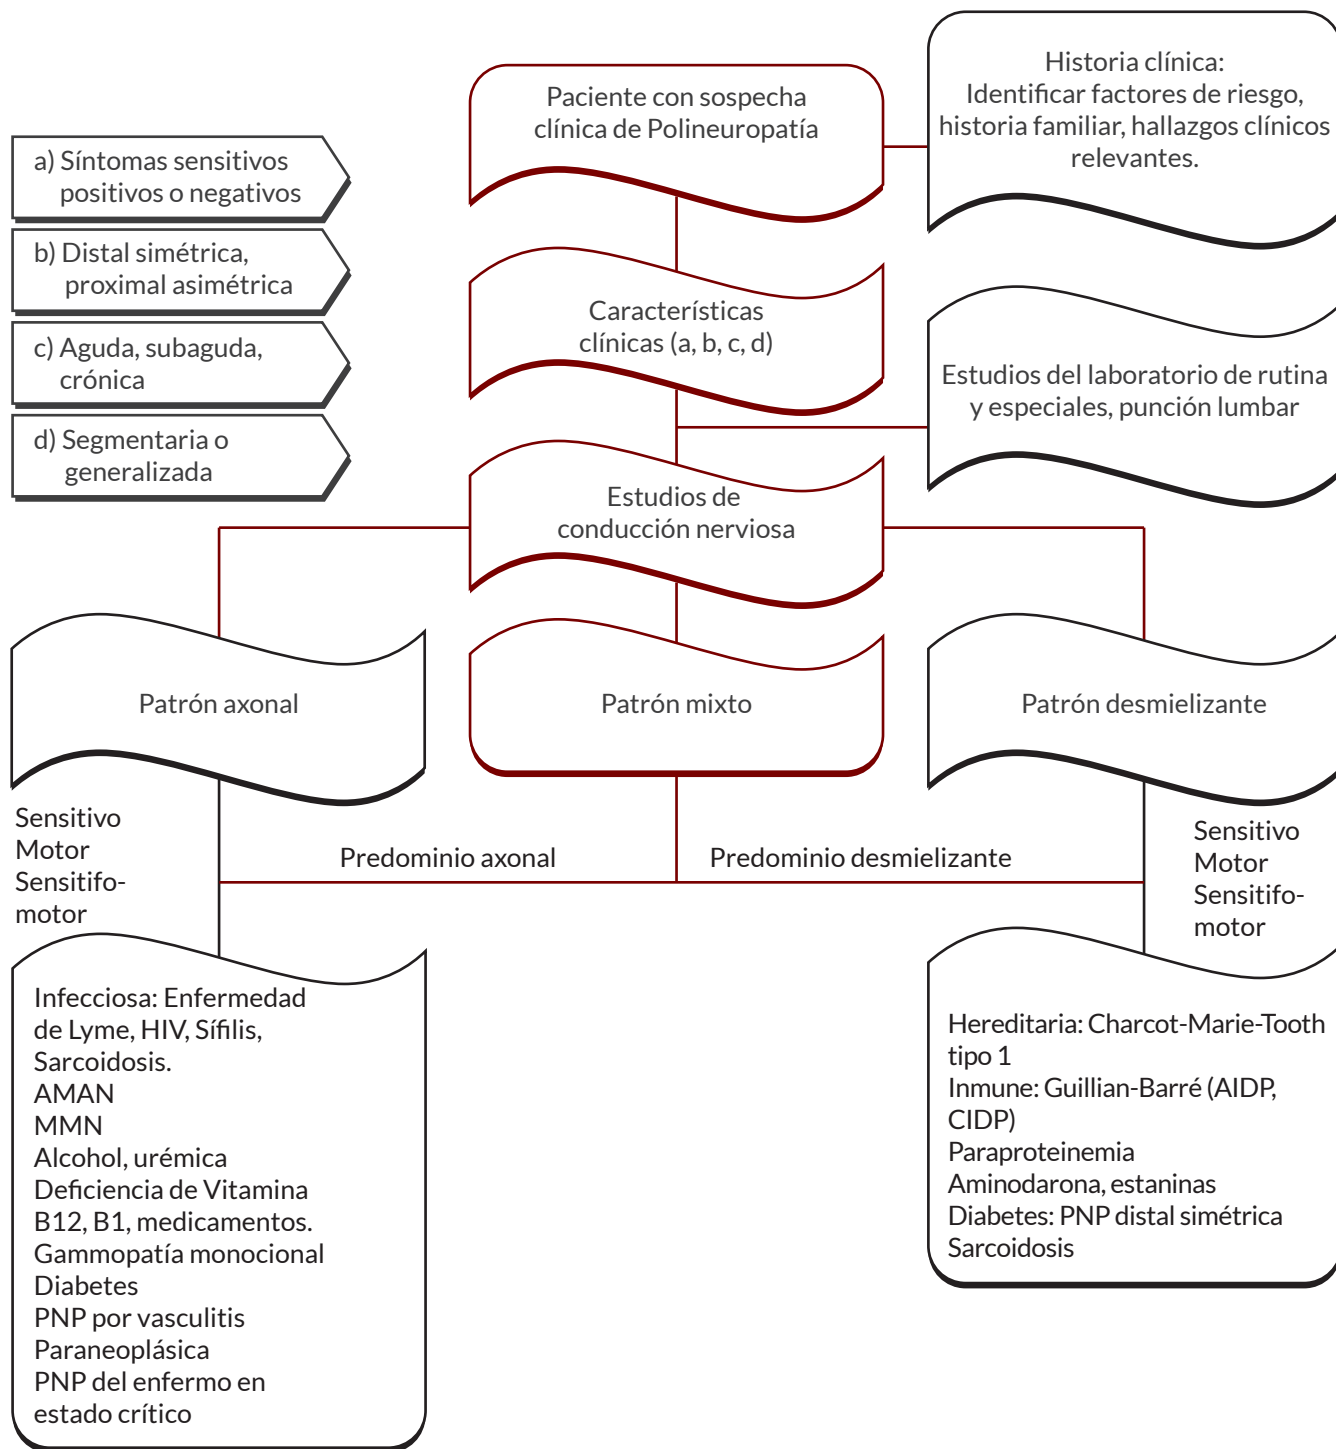 Paciente con sospecha
clínica de Polineuropatía
Historia clínica:
Identificar factores de riesgo,
historia familiar, hallazgos clínicos
relevantes.
a) Síntomas sensitivos
positivos o negativos
b) Distal simétrica,
proximal asimétrica
c) Aguda, subaguda,
crónica
d) Segmentaria o
generalizada
Características
clínicas (a, b, c, d)
Estudios del laboratorio de rutina
y especiales, punción lumbar
Estudios de
conducción nerviosa
Patrón axonal
Patrón mixto
Patrón desmielizante
Sensitivo
Motor
Sensitifo-
motor
Predominio axonal
Predominio desmielizante
Sensitivo
Motor
Sensitifo-
motor
Infecciosa: Enfermedad
de Lyme, HIV, Sífilis,
Sarcoidosis.
AMAN
MMN
Alcohol, urémica
Deficiencia de Vitamina
B12, B1, medicamentos.
Gammopatía monocional
Diabetes
PNP por vasculitis
Paraneoplásica
PNP del enfermo en
estado crítico
Hereditaria: Charcot-Marie-Tooth
tipo 1
Inmune: Guillian-Barré (AIDP,
CIDP)
Paraproteinemia
Aminodarona, estaninas
Diabetes: PNP distal simétrica
Sarcoidosis